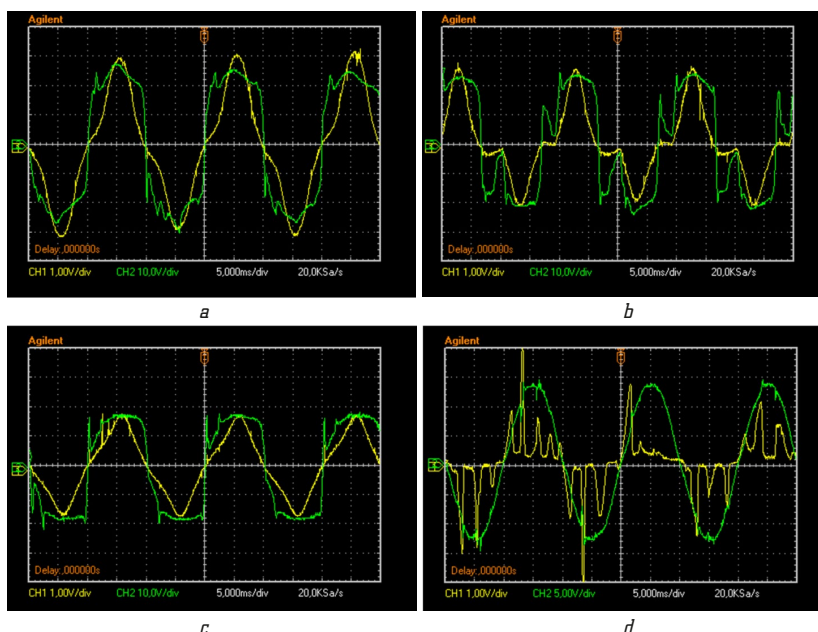 Agilent
Delay:,000000s
CH1 1,00V/div CH2 10,0V/div 5,000ms/div 20,0KSa/s
a
Agilent
Delay:,000000s
CH1 1,00V/div CH2 10,0V/div 5,000ms/div 20,0KSa/s
b
Agilent
Delay:,000000s
CH1 1,00V/div CH2 10,0V/div 5,000ms/div 20,0KSa/s
c
Agilent
Delay:,000000s
CH1 1,00V/div CH2 5,00V/div 5,000ms/div 20,0KSa/s
d